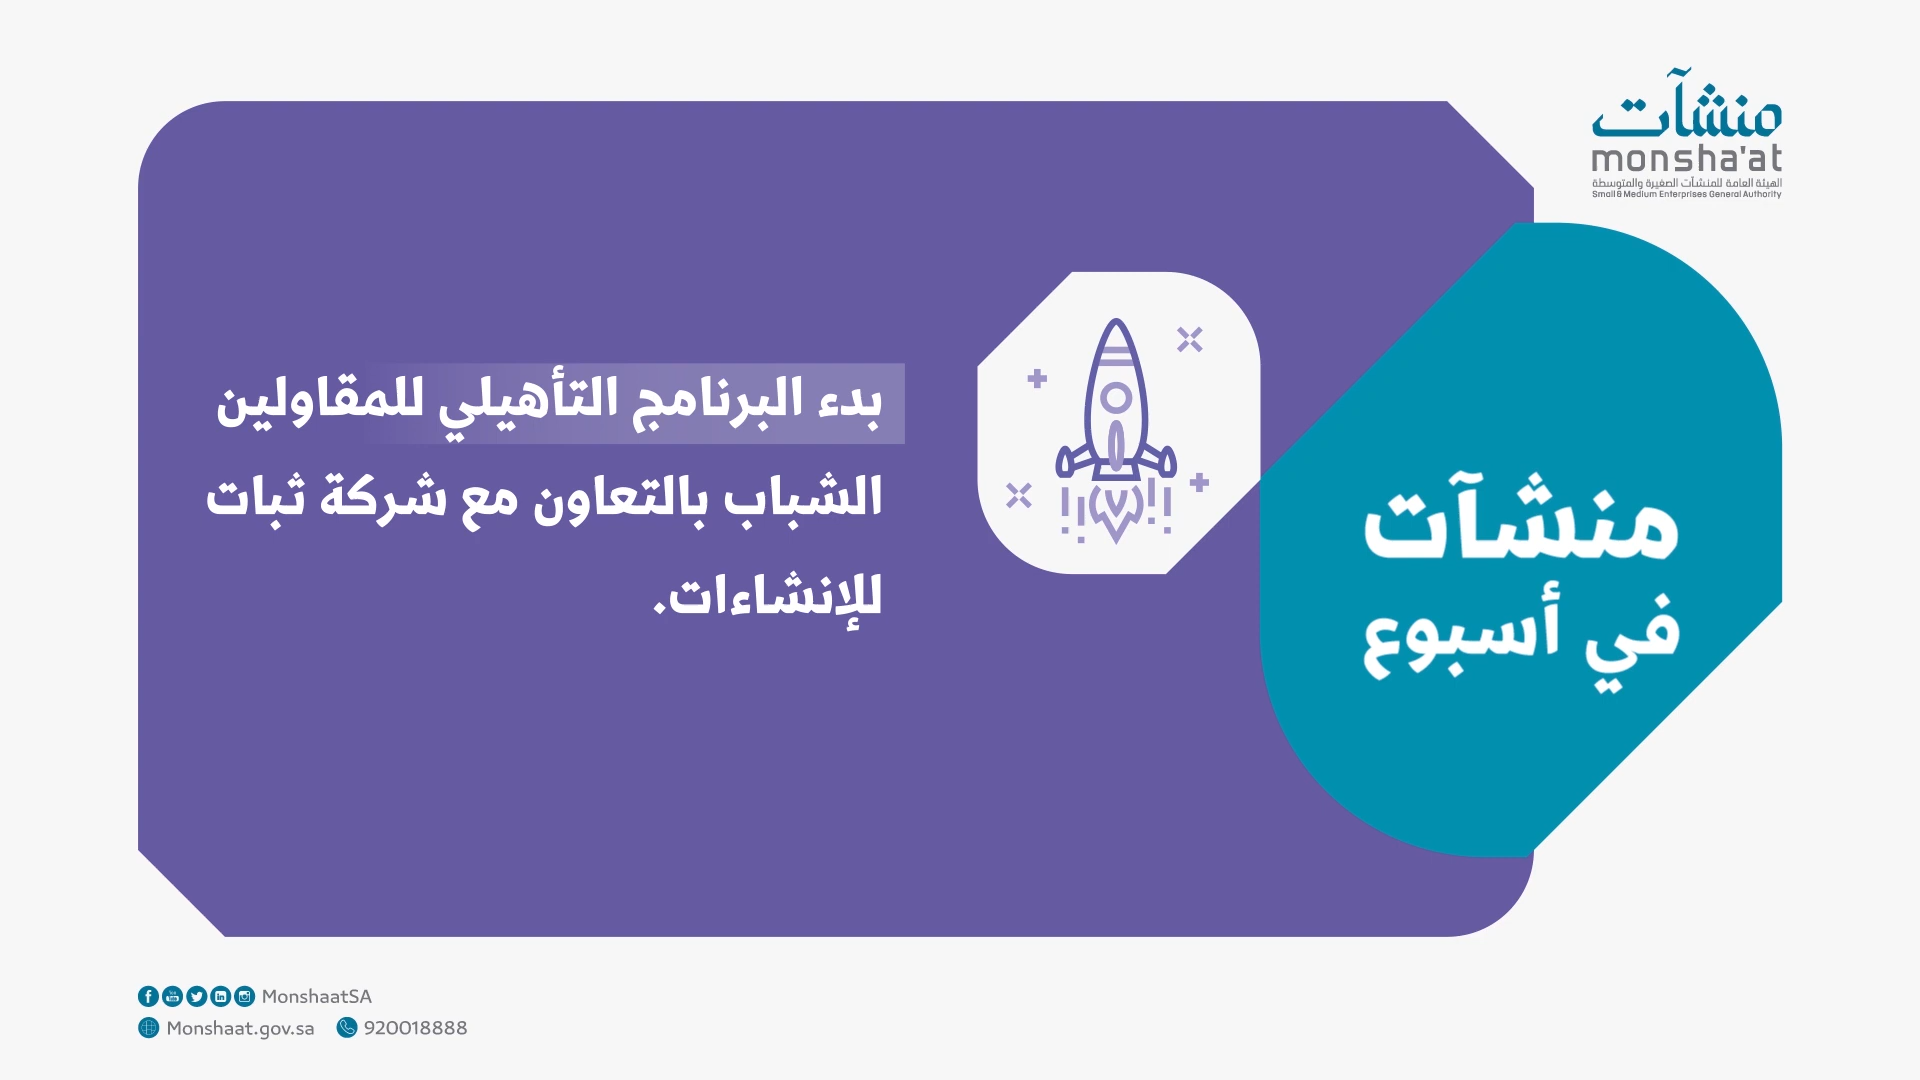 منشآت
monsha'at
الهيئة العامة للمنشآت الصغيرة والمتوسطة
Small & Medium Enterprises General Authority
منشآت
في أسبوع
بدء البرنامج التأهيلي للمقاولين
الشباب بالتعاون مع شركة ثبات
للإنشاءات.
MonshaatSA
Monshaat.gov.sa 920018888